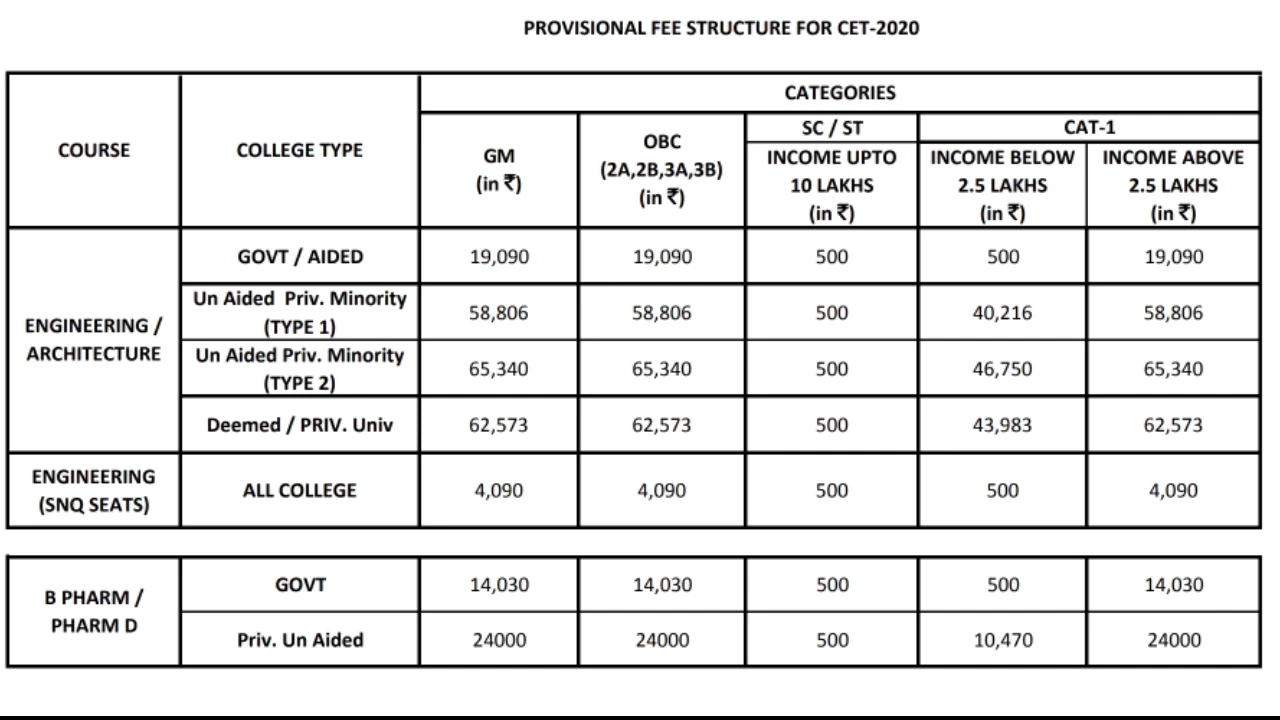 PROVISIONAL FEE STRUCTURE FOR CET-2020
COURSE
COLLEGE TYPE
CATEGORIES
GM
(in ₹)
OBC
(2A,2B,3A,3B)
(in ₹)
SC / ST
INCOME UPTO
10 LAKHS
(in ₹)
CAT-1
INCOME BELOW
2.5 LAKHS
(in ₹)
INCOME ABOVE
2.5 LAKHS
(in ₹)
ENGINEERING /
ARCHITECTURE
GOVT / AIDED
19,090
19,090
500
500
19,090
Un Aided Priv. Minority
(TYPE 1)
58,806
58,806
500
40,216
58,806
Un Aided Priv. Minority
(TYPE 2)
65,340
65,340
500
46,750
65,340
Deemed / PRIV. Univ
62,573
62,573
500
43,983
62,573
ENGINEERING
(SNQ SEATS)
ALL COLLEGE
4,090
4,090
500
500
4,090
B PHARM /
PHARM D
GOVT
14,030
14,030
500
500
14,030
Priv. Un Aided
24000
24000
500
10,470
24000